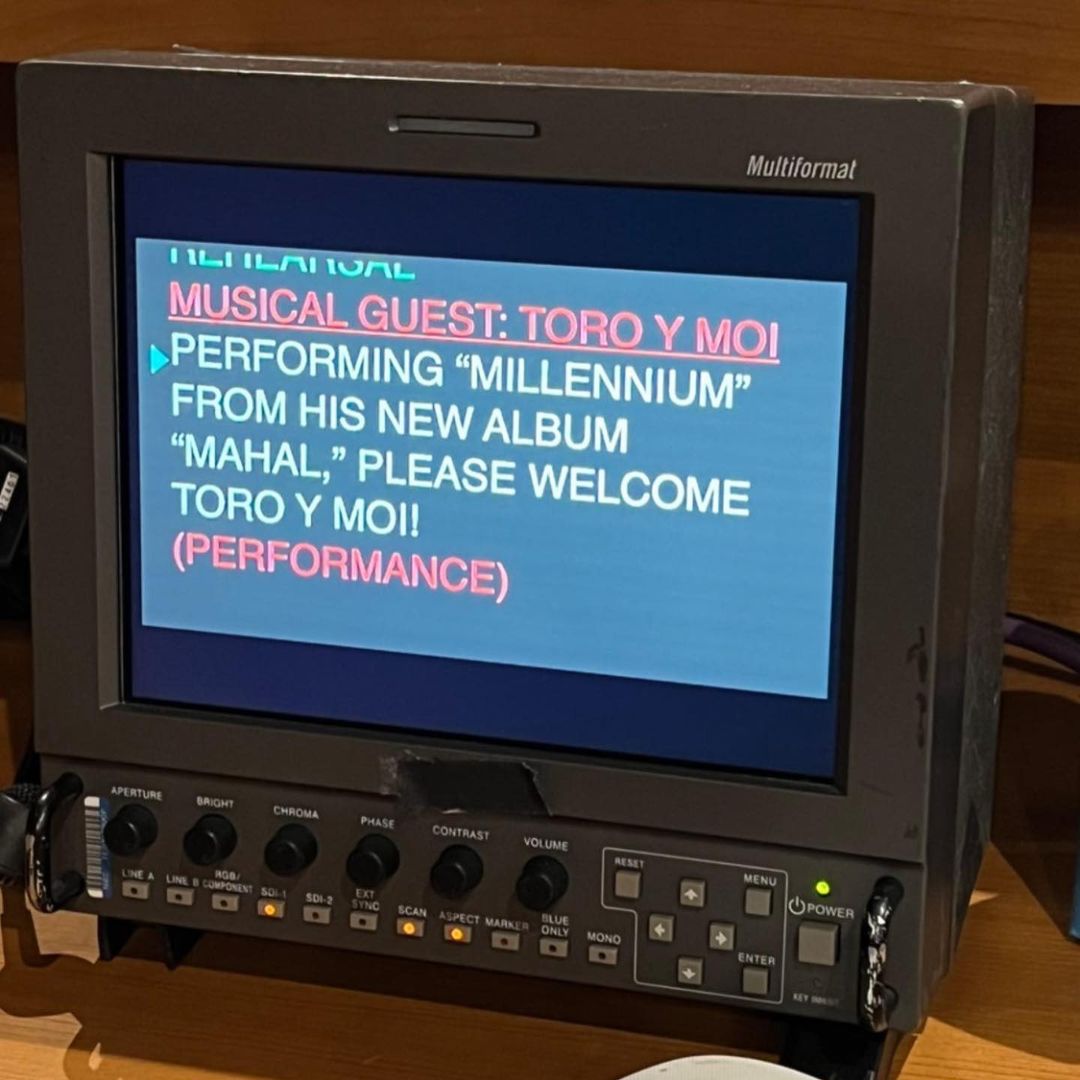 Multiformat
REHEARSAL
MUSICAL GUEST: TORO Y MOI
PERFORMING “MILLENNIUM”
FROM HIS NEW ALBUM
“MAHAL,” PLEASE WELCOME
TORO Y MOI!
(PERFORMANCE)
APERTURE BRIGHT CHROMA PHASE CONTRAST VOLUME
LINE A LINE B RGB/COMPONENT SDI-1 SDI-2 EXT SYNC SCAN ASPECT MARKER BLUE ONLY MONO
RESET MENU
ENTER
POWER